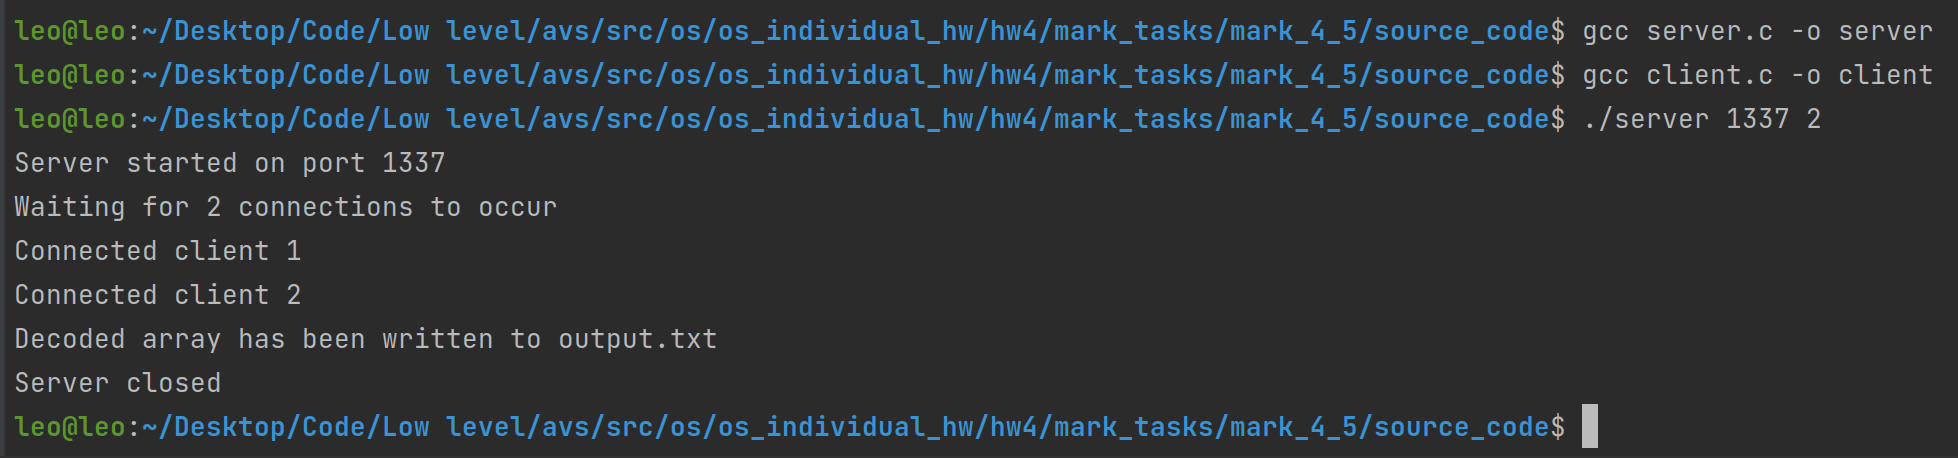 leo@leo:~/Desktop/Code/Low level/avs/src/os/os_individual_hw/hw4/mark_tasks/mark_4_5/source_code$ gcc server.c -o server
leo@leo:~/Desktop/Code/Low level/avs/src/os/os_individual_hw/hw4/mark_tasks/mark_4_5/source_code$ gcc client.c -o client
leo@leo:~/Desktop/Code/Low level/avs/src/os/os_individual_hw/hw4/mark_tasks/mark_4_5/source_code$ ./server 1337 2
Server started on port 1337
Waiting for 2 connections to occur
Connected client 1
Connected client 2
Decoded array has been written to output.txt
Server closed
leo@leo:~/Desktop/Code/Low level/avs/src/os/os_individual_hw/hw4/mark_tasks/mark_4_5/source_code$